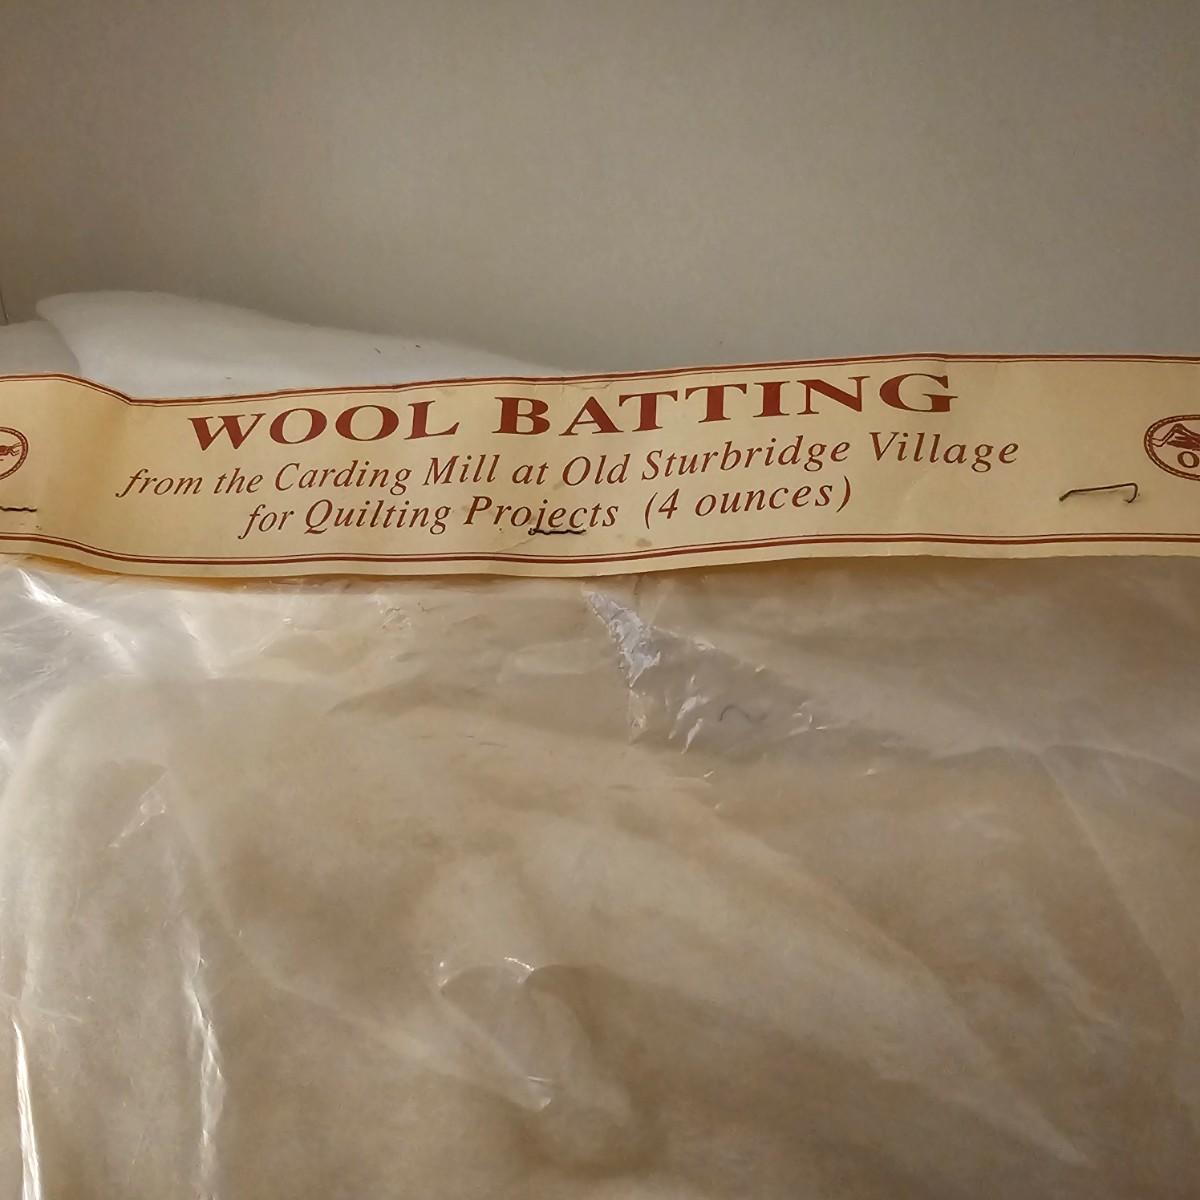 WOOL BATTING
from the Carding Mill at Old Sturbridge Village
for Quilting Projects (4 ounces)